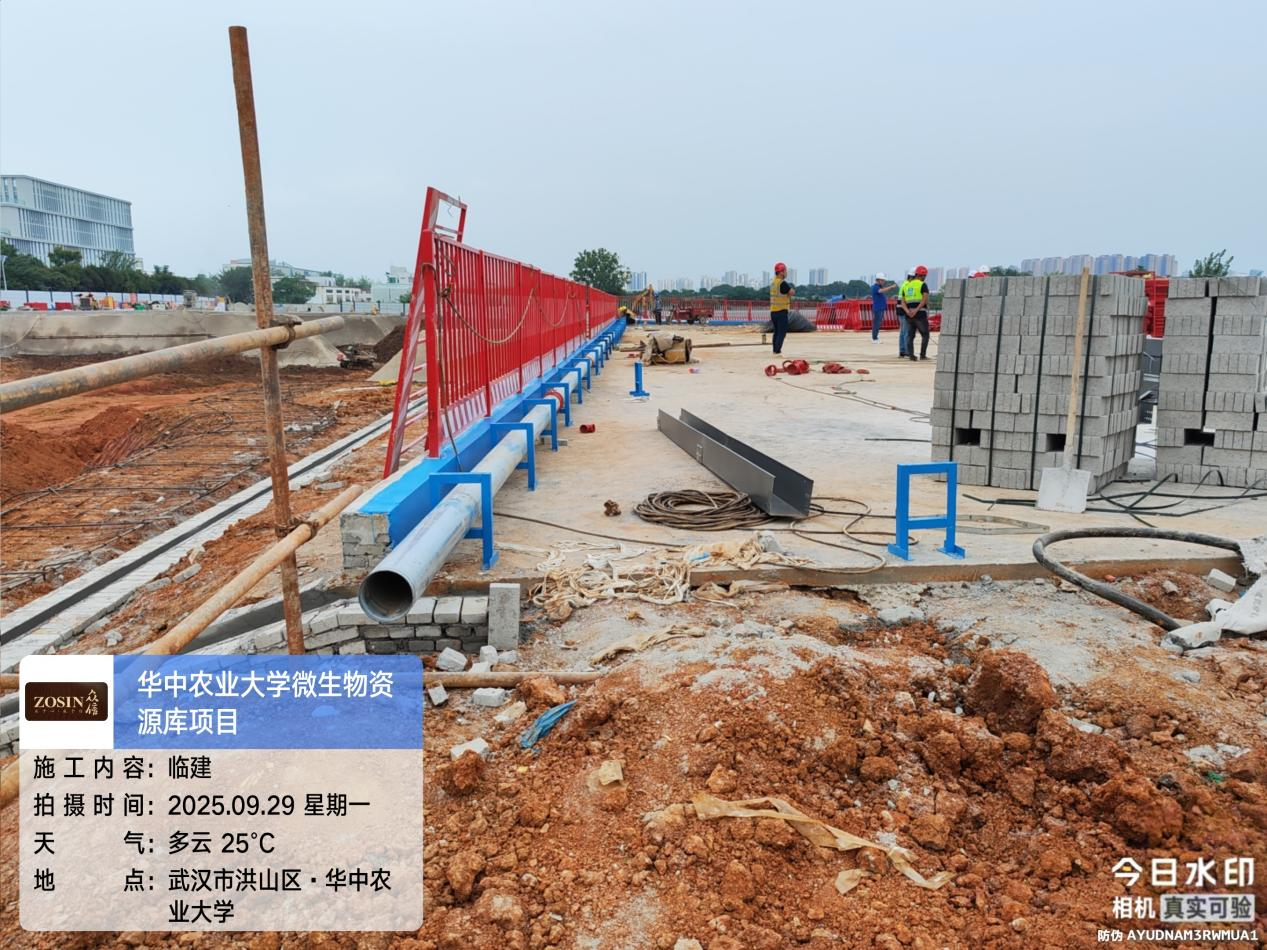 ZOSIN 众信
华中农业大学微生物资
源库项目
施工内容：临建
拍摄时间：2025.09.29 星期一
天气：多云 25℃
地点：武汉市洪山区·华中农
业大学
今日水印
相机 真实可验
防伪 AYUDNAM3RWMUA1